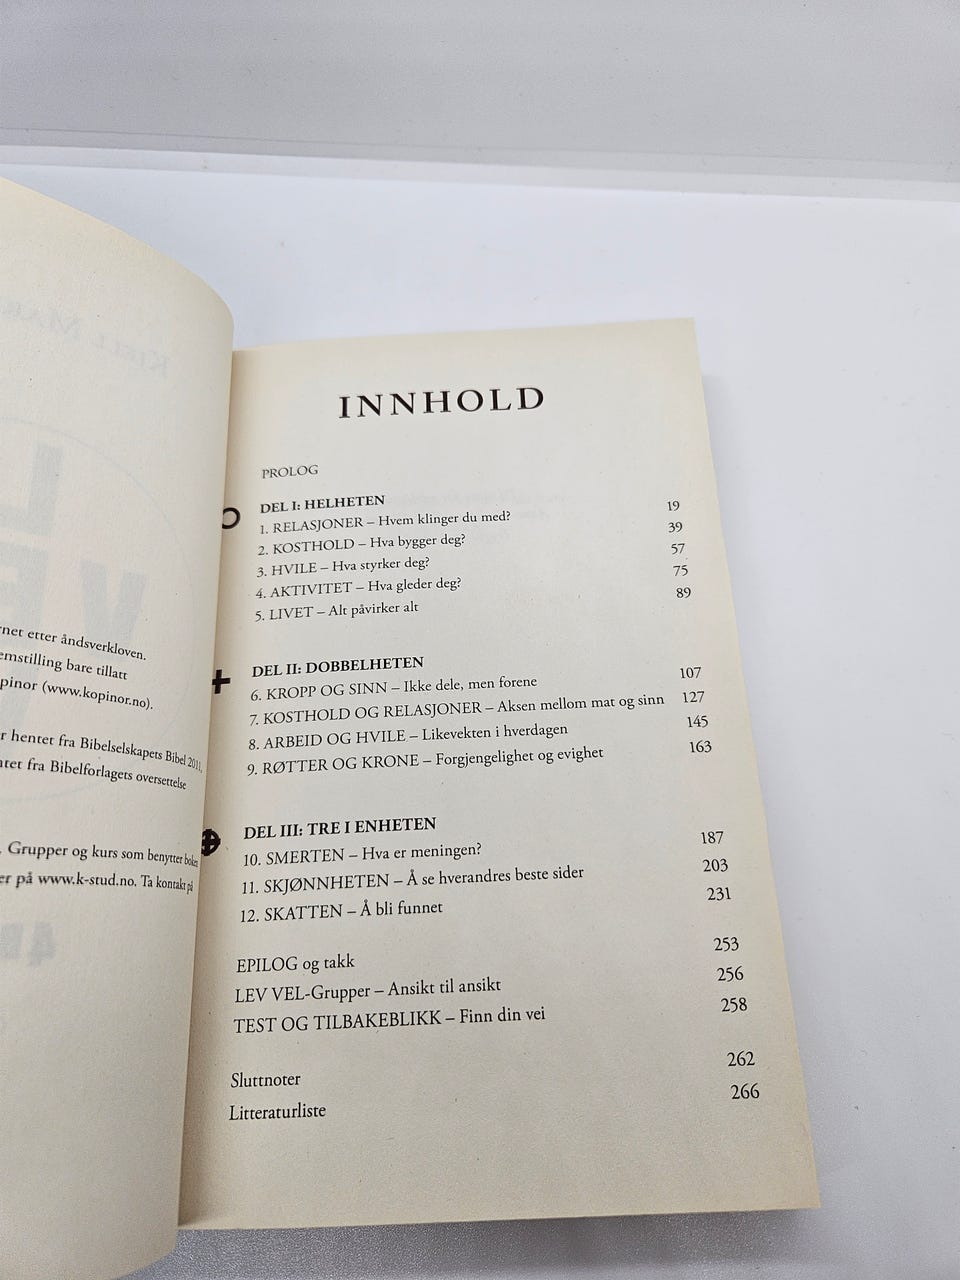 rnet etter åndsverkloven.
emstilling bare tillatt
pinor (www.kopinor.no).
r hentet fra Bibelselskapets Bibel 2011,
ntet fra Bibelforlagets oversettelse
. Grupper og kurs som benytter boken
er på www.k-stud.no. Ta kontakt på
INNHOLD
PROLOG
DEL I: HELHETEN
1. RELASJONER – Hvem klinger du med? 19
2. KOSTHOLD – Hva bygger deg? 39
3. HVILE – Hva styrker deg? 57
4. AKTIVITET – Hva gleder deg? 75
5. LIVET – Alt påvirker alt 89
DEL II: DOBBELHETEN
6. KROPP OG SINN – Ikke dele, men forene 107
7. KOSTHOLD OG RELASJONER – Aksen mellom mat og sinn 127
8. ARBEID OG HVILE – Likevekten i hverdagen 145
9. RØTTER OG KRONE – Forgjengelighet og evighet 163
DEL III: TRE I ENHETEN
10. SMERTEN – Hva er meningen? 187
11. SKJØNNHETEN – Å se hverandres beste sider 203
12. SKATTEN – Å bli funnet 231
EPILOG og takk 253
LEV VEL-Grupper – Ansikt til ansikt 256
TEST OG TILBAKEBLIKK – Finn din vei 258
Sluttnoter 262
Litteraturliste 266